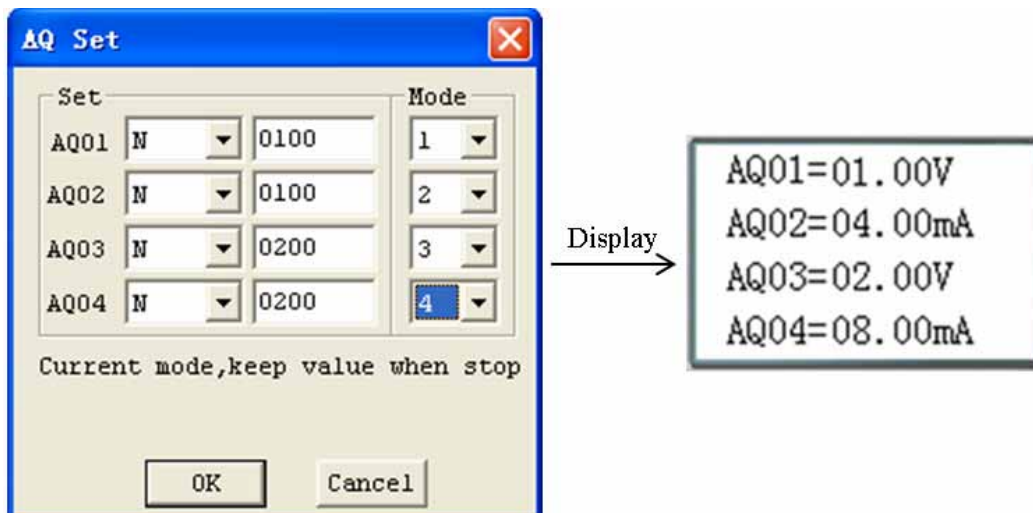 AQ Set
Set Mode
AQ01 N 0100 1
AQ02 N 0100 2
AQ03 N 0200 3
AQ04 N 0200 4
Current mode,keep value when stop
OK Cancel
Display
AQ01=01.00V
AQ02=04.00mA
AQ03=02.00V
AQ04=08.00mA